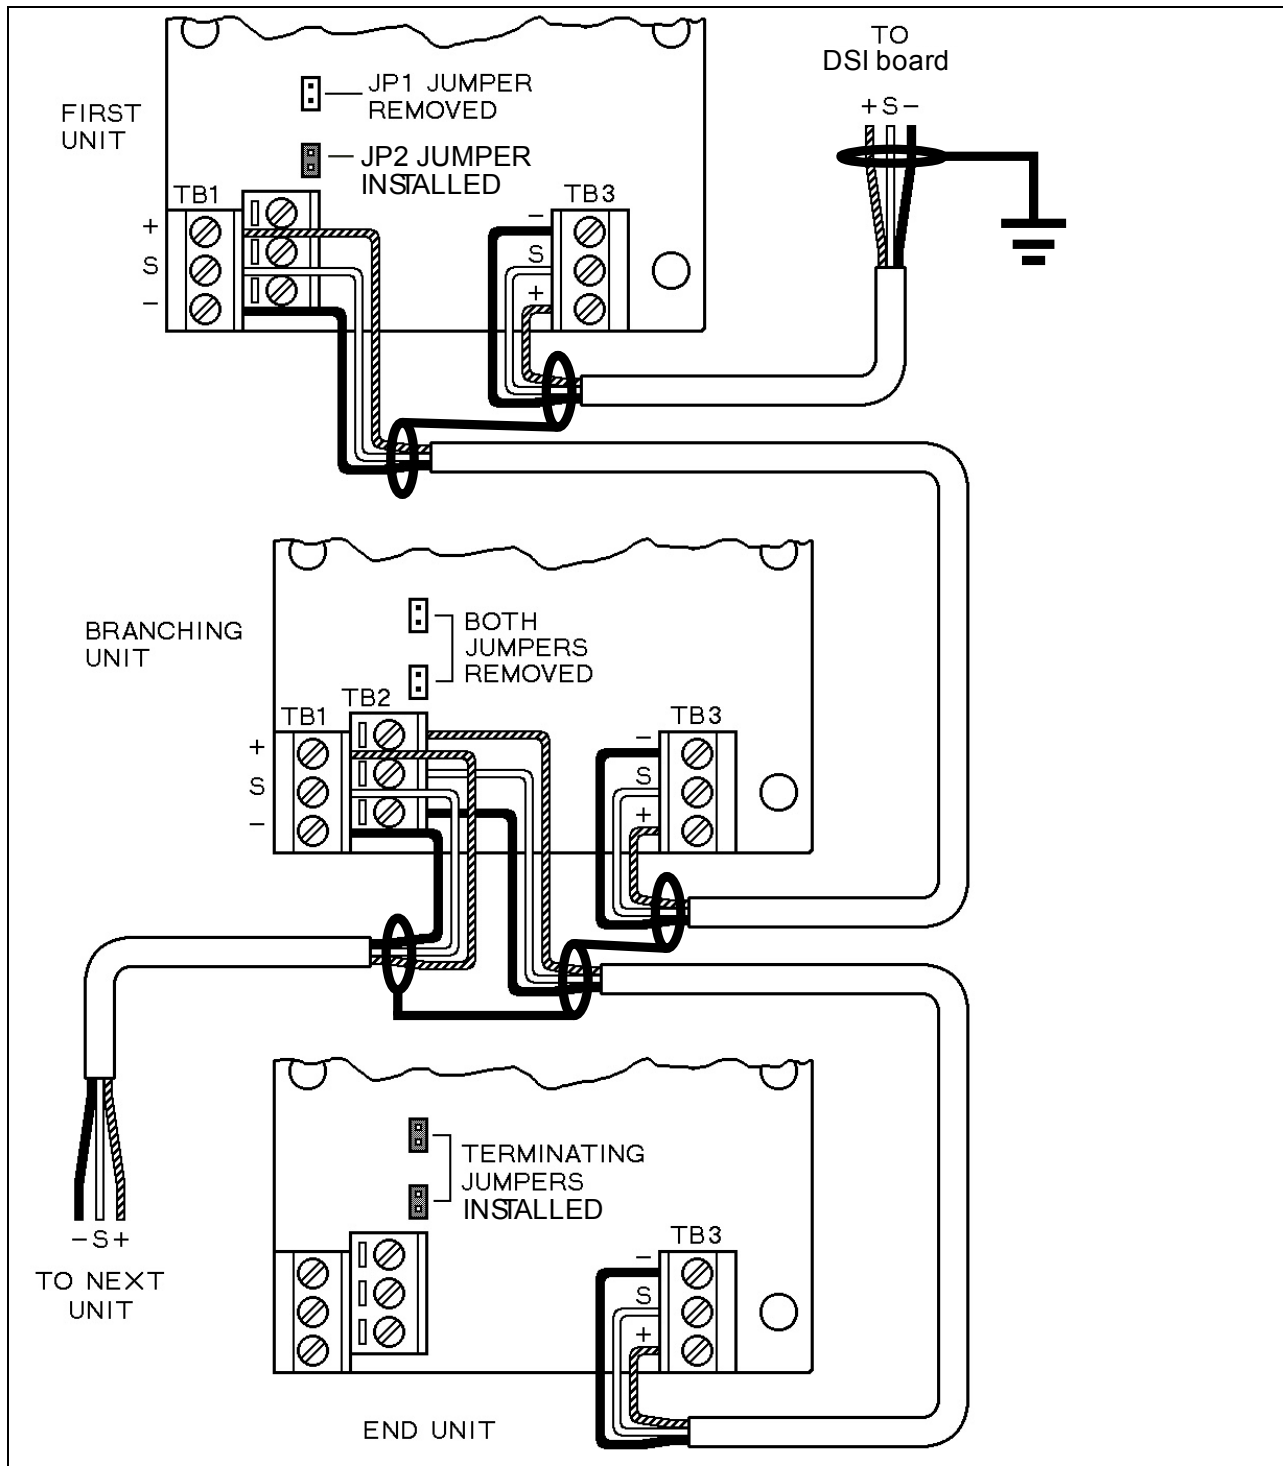 TO
DSI board
+ S -
FIRST
UNIT
JP1 JUMPER
REMOVED
JP2 JUMPER
INSTALLED
TB1
+
S
-
TB3
-
S
+
BRANCHING
UNIT
BOTH
JUMPERS
REMOVED
TB2
TB1
+
S
-
TB3
-
S
+
TERMINATING
JUMPERS
INSTALLED
- S +
TO NEXT
UNIT
TB3
-
S
+
END UNIT